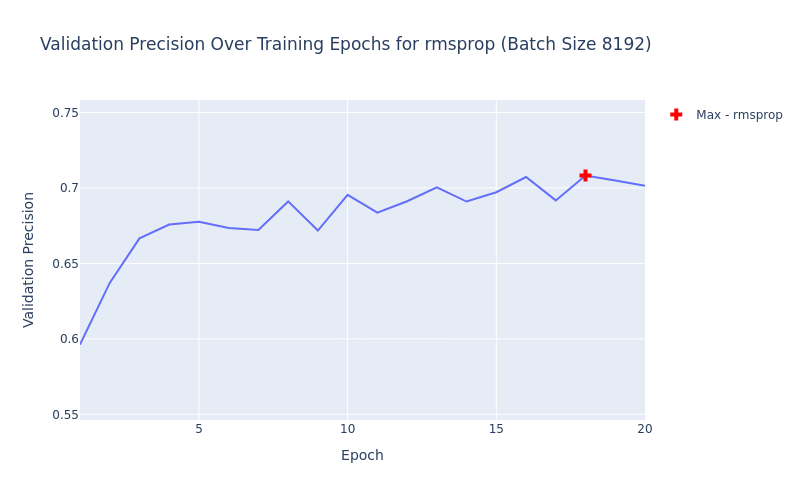 Validation Precision Over Training Epochs for rmsprop (Batch Size 8192)
Max - rmsprop
Validation Precision
0.75
0.7
0.65
0.6
0.55
5 10 15 20
Epoch